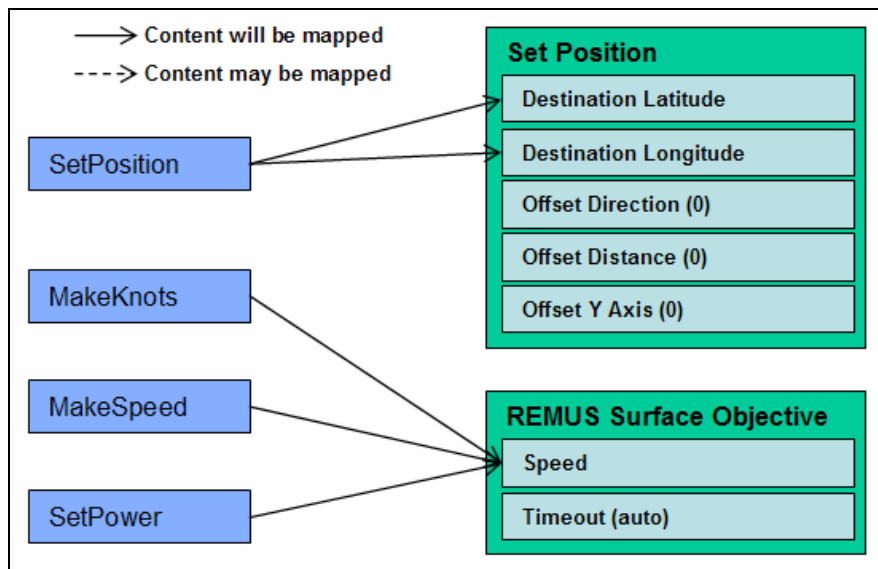 Content will be mapped
Content may be mapped
SetPosition
MakeKnots
MakeSpeed
SetPower
Set Position
Destination Latitude
Destination Longitude
Offset Direction (0)
Offset Distance (0)
Offset Y Axis (0)
REMUS Surface Objective
Speed
Timeout (auto)